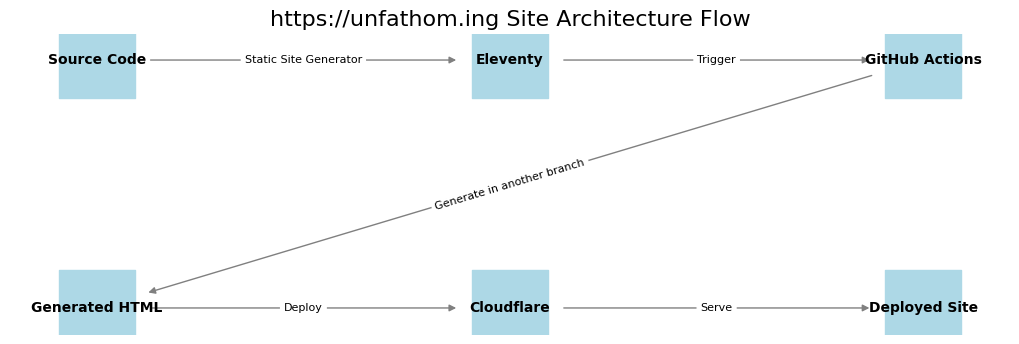 https://unfathom.ing Site Architecture Flow
Source Code
Static Site Generator
Eleventy
Trigger
GitHub Actions
Generate in another branch
Generated HTML
Deploy
Cloudflare
Serve
Deployed Site